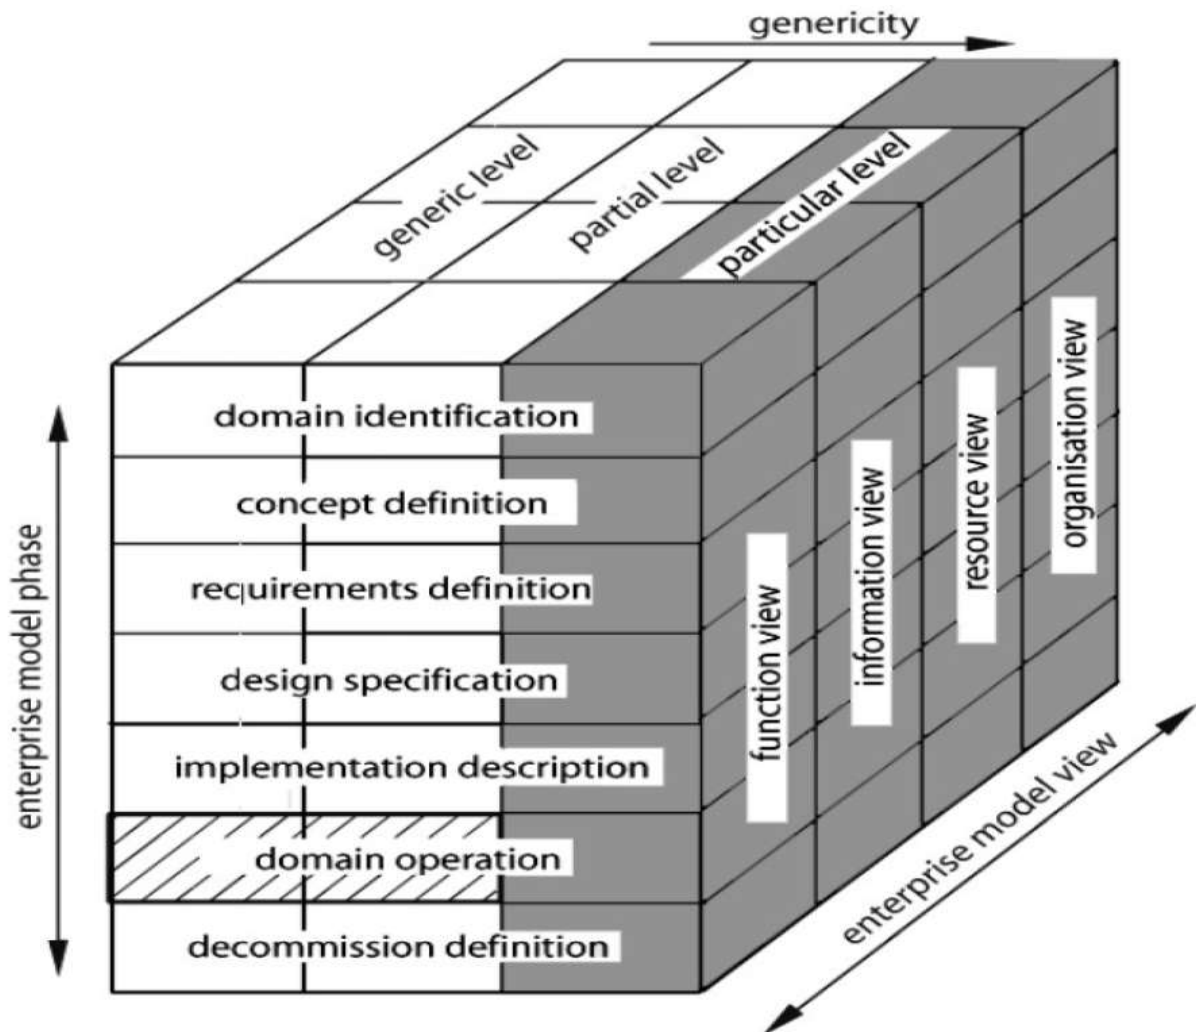 genericity
generic level
partial level
particular level
domain identification
concept definition
requirements definition
design specification
implementation description
domain operation
decommission definition
enterprise model phase
function view
information view
resource view
organisation view
enterprise model view